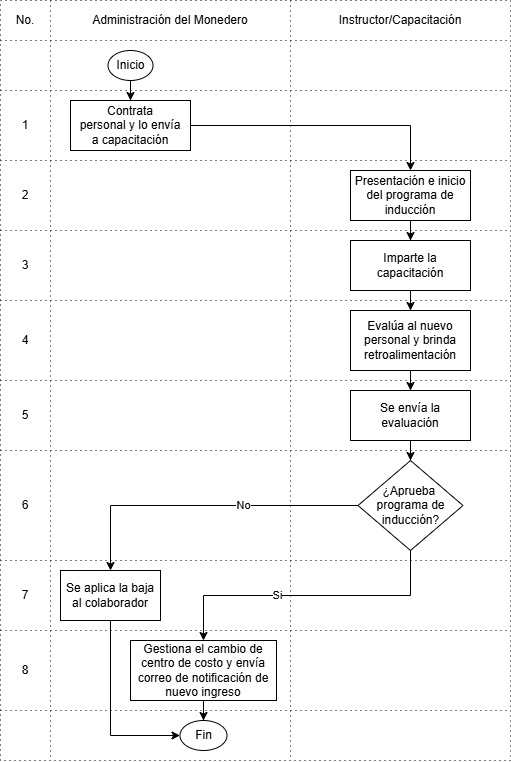 No.
Administración del Monedero
Instructor/Capacitación
Inicio
1
Contrata
personal y lo envía
a capacitación
2
Presentación e inicio
del programa de
inducción
3
Imparte la
capacitación
4
Evalúa al nuevo
personal y brinda
retroalimentación
5
Se envía la
evaluación
6
¿Aprueba
programa de
inducción?
No
7
Se aplica la baja
al colaborador
Si
8
Gestiona el cambio de
centro de costo y envía
correo de notificación de
nuevo ingreso
Fin